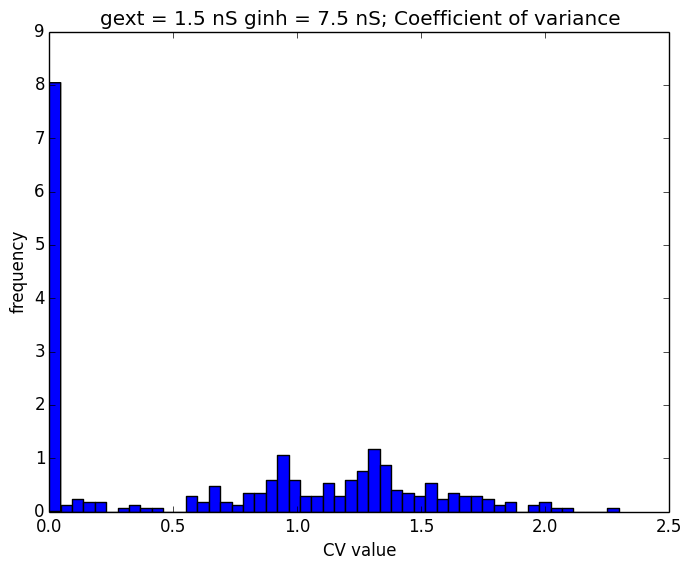 gext = 1.5 nS ginh = 7.5 nS; Coefficient of variance
9
8
7
6
5
4
3
2
1
0
frequency
0.0 0.5 1.0 1.5 2.0 2.5
CV value